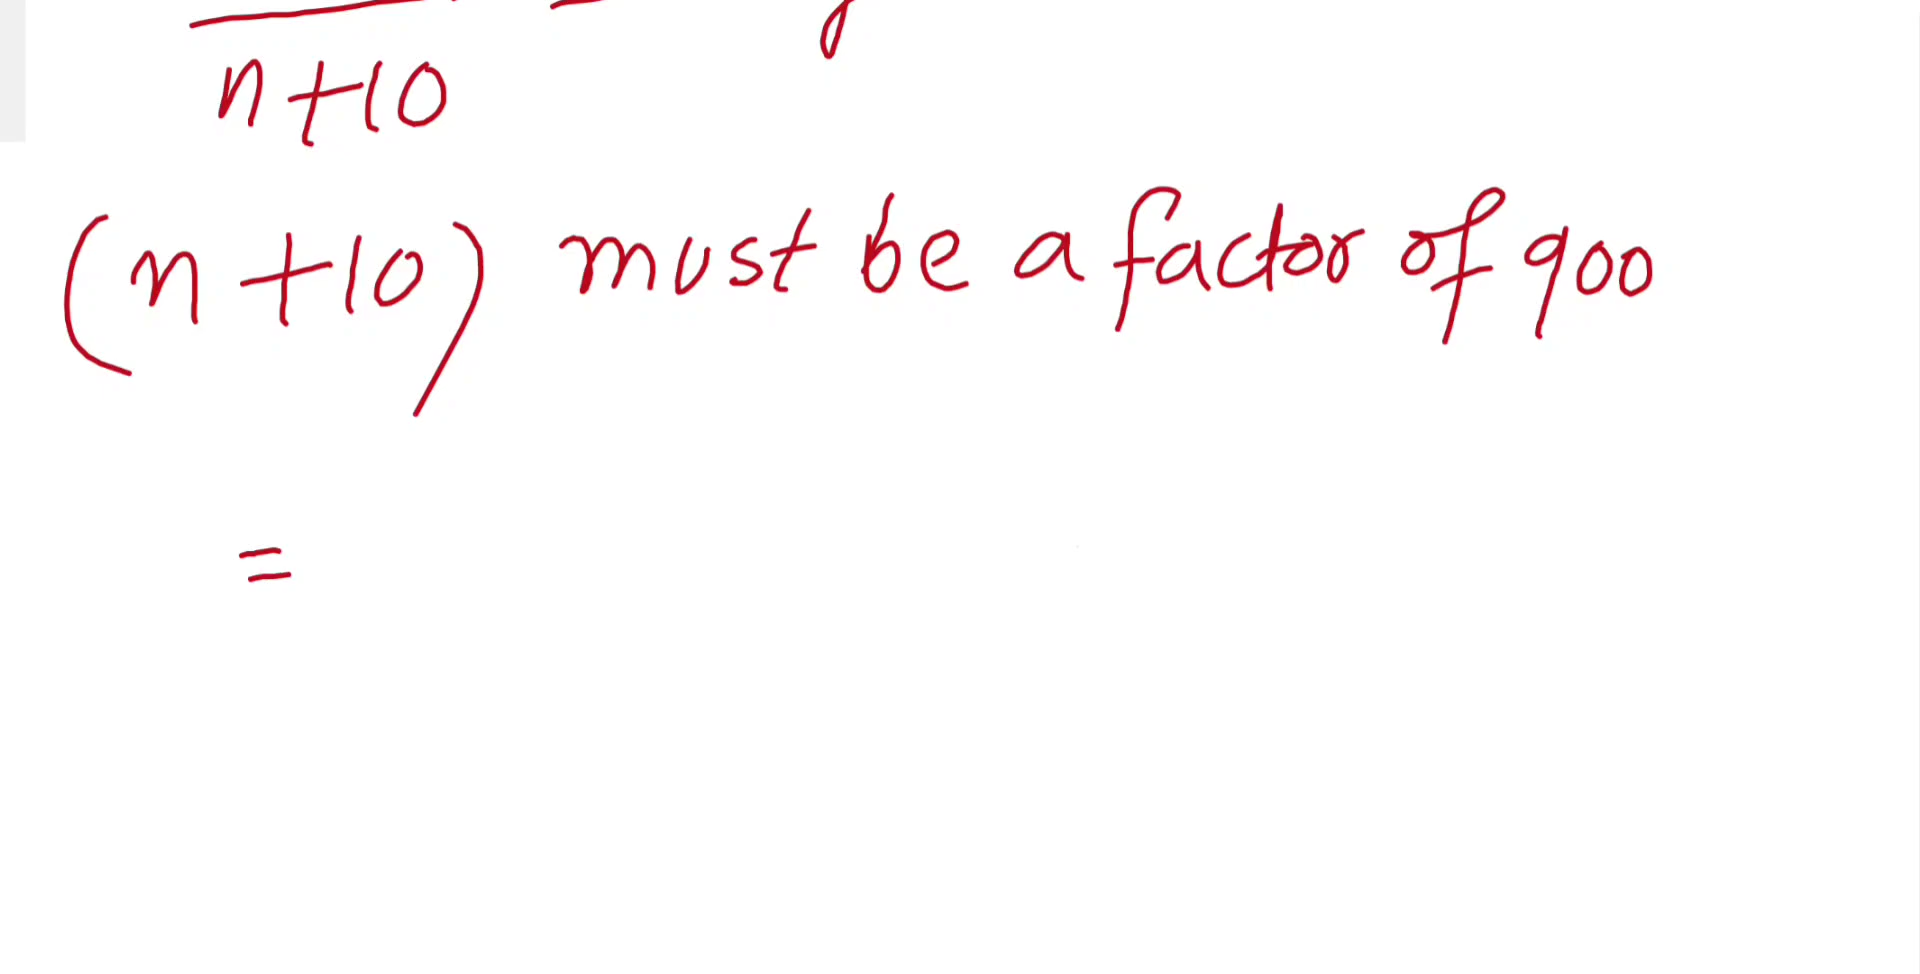 n+10
(n+10) must be a factor of 900
=